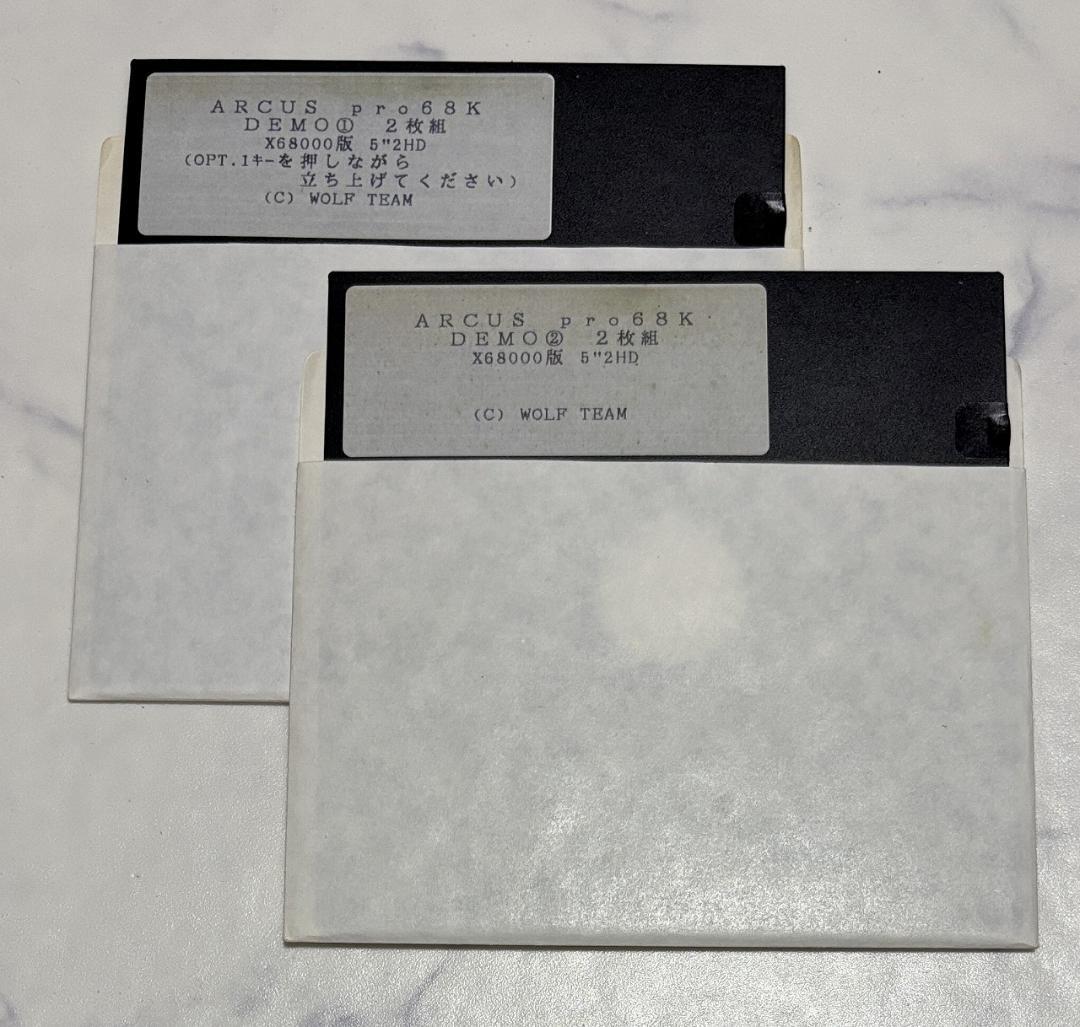 ARCUS pro68K
DEMO① 2枚組
X68000版 5"2HD
(OPT.1キーを押しながら
立ち上げてください)
(C) WOLF TEAM
ARCUS pro68K
DEMO② 2枚組
X68000版 5"2HD
(C) WOLF TEAM